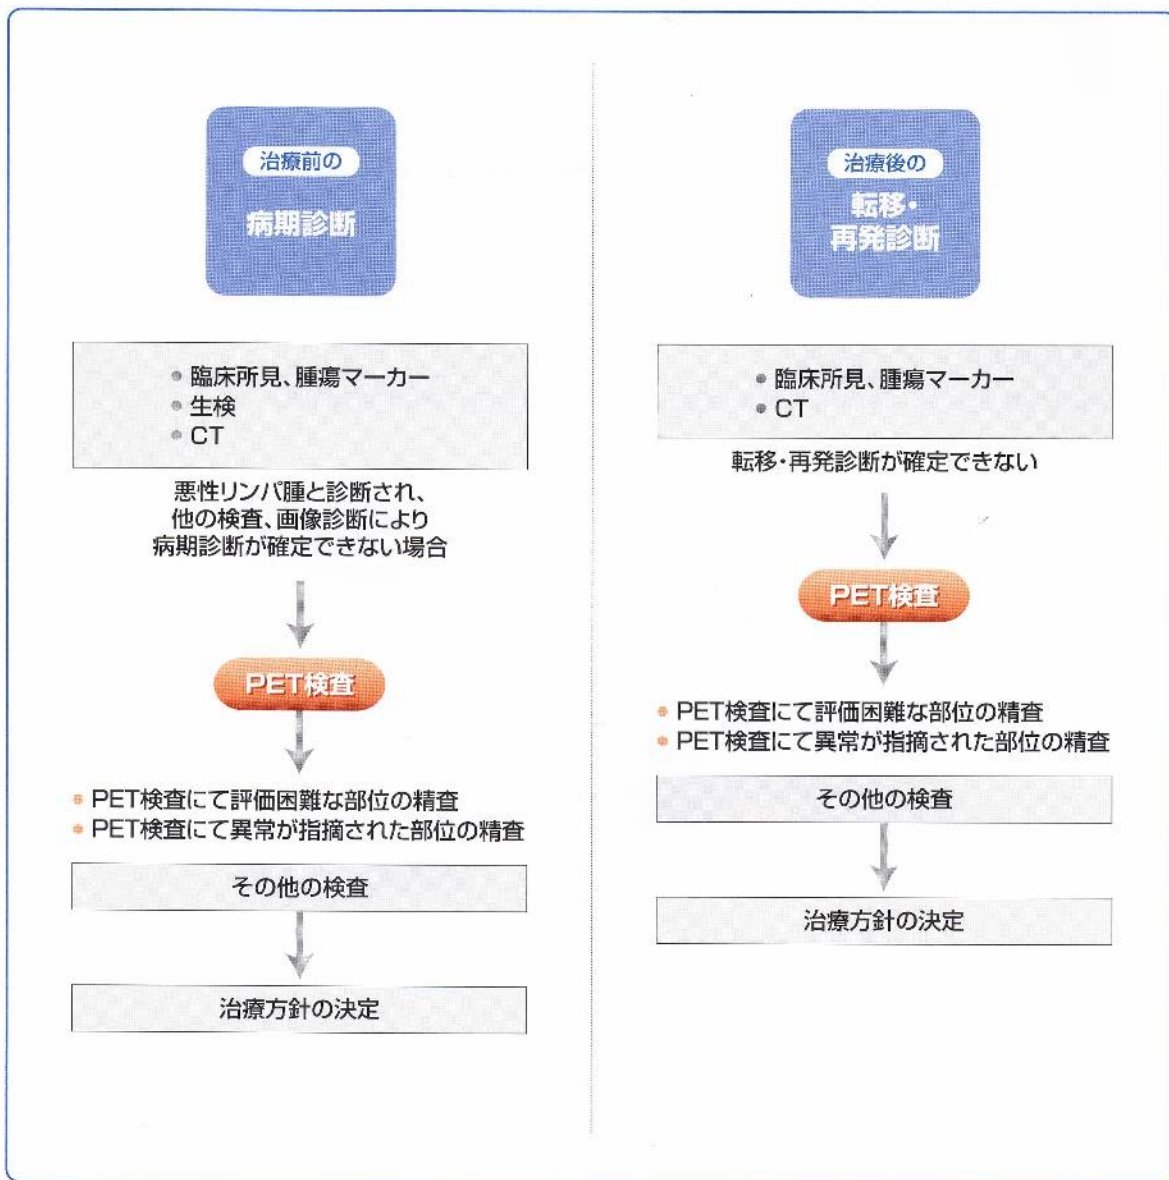 治療前の
病期診断
● 臨床所見、腫瘍マーカー
● 生検
● CT
悪性リンパ腫と診断され、
他の検査、画像診断により
病期診断が確定できない場合
PET検査
● PET検査にて評価困難な部位の精査
● PET検査にて異常が指摘された部位の精査
その他の検査
治療方針の決定
治療後の
転移・
再発診断
● 臨床所見、腫瘍マーカー
● CT
転移・再発診断が確定できない
PET検査
● PET検査にて評価困難な部位の精査
● PET検査にて異常が指摘された部位の精査
その他の検査
治療方針の決定